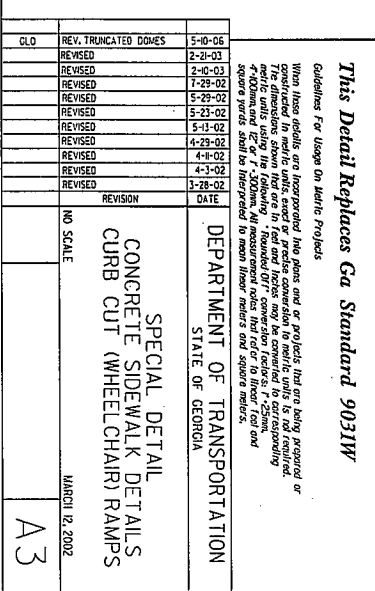 This Detail Replaces Ga Standard 9031W
Guidelines For Usage On Metric Projects
When these details are incorporated into plans and or projects that are being prepared or
constructed in metric units, exact or precise conversion to metric units is not required.
The dimensions shown that are in feet and inches may be converted to corresponding
metric units using the following "Rounded Off" conversion factors: 1"=25mm,
4"=100mm, and 12" or 1'=300mm. All measurement notes that refer to linear feet and
square yards shall be interpreted to mean linear meters and square meters.
GLO REV. TRUNCATED DOMES 5-10-06
REVISED 2-21-03
REVISED 2-10-03
REVISED 7-29-02
REVISED 5-29-02
REVISED 5-23-02
REVISED 5-13-02
REVISED 4-29-02
REVISED 4-11-02
REVISED 4-3-02
REVISED 3-28-02
REVISION DATE
DEPARTMENT OF TRANSPORTATION
STATE OF GEORGIA
SPECIAL DETAIL
CONCRETE SIDEWALK DETAILS
CURB CUT (WHEELCHAIR) RAMPS
NO SCALE MARCH 12, 2002
A3